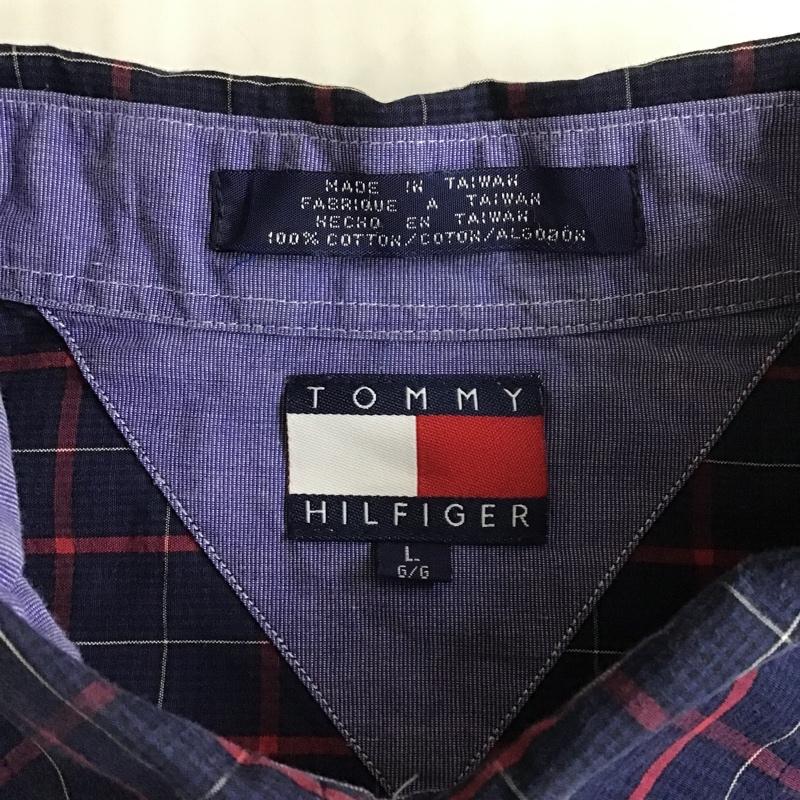 MADE IN TAIWAN
FABRIQUE A TAIWAN
HECHO EN TAIWAN
100% COTTON/COTON/ALGODÓN
TOMMY
HILFIGER
L
G/G